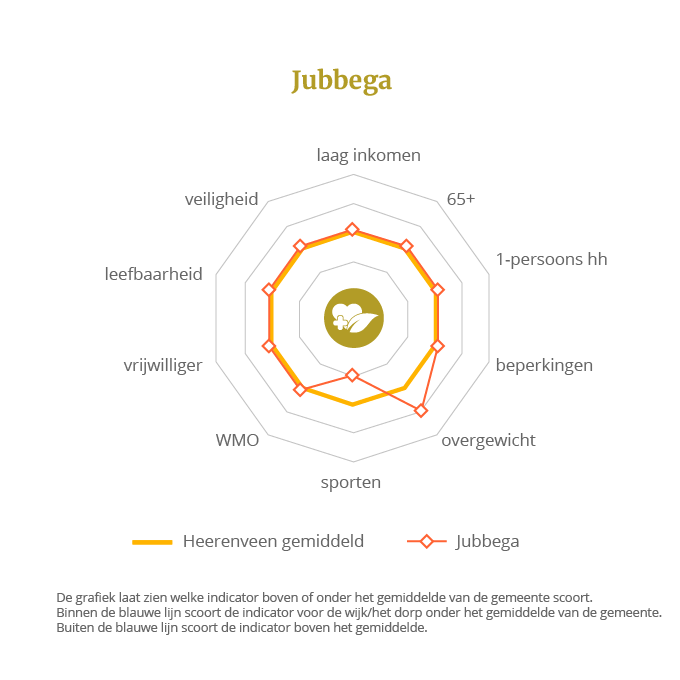 Jubbega
laag inkomen
veiligheid
65+
1-persoons hh
leefbaarheid
vrijwilliger
beperkingen
WMO
overgewicht
sporten
Heerenveen gemiddeld
Jubbega
De grafiek laat zien welke indicator boven of onder het gemiddelde van de gemeente scoort.
Binnen de blauwe lijn scoort de indicator voor de wijk/het dorp onder het gemiddelde van de gemeente.
Buiten de blauwe lijn scoort de indicator boven het gemiddelde.